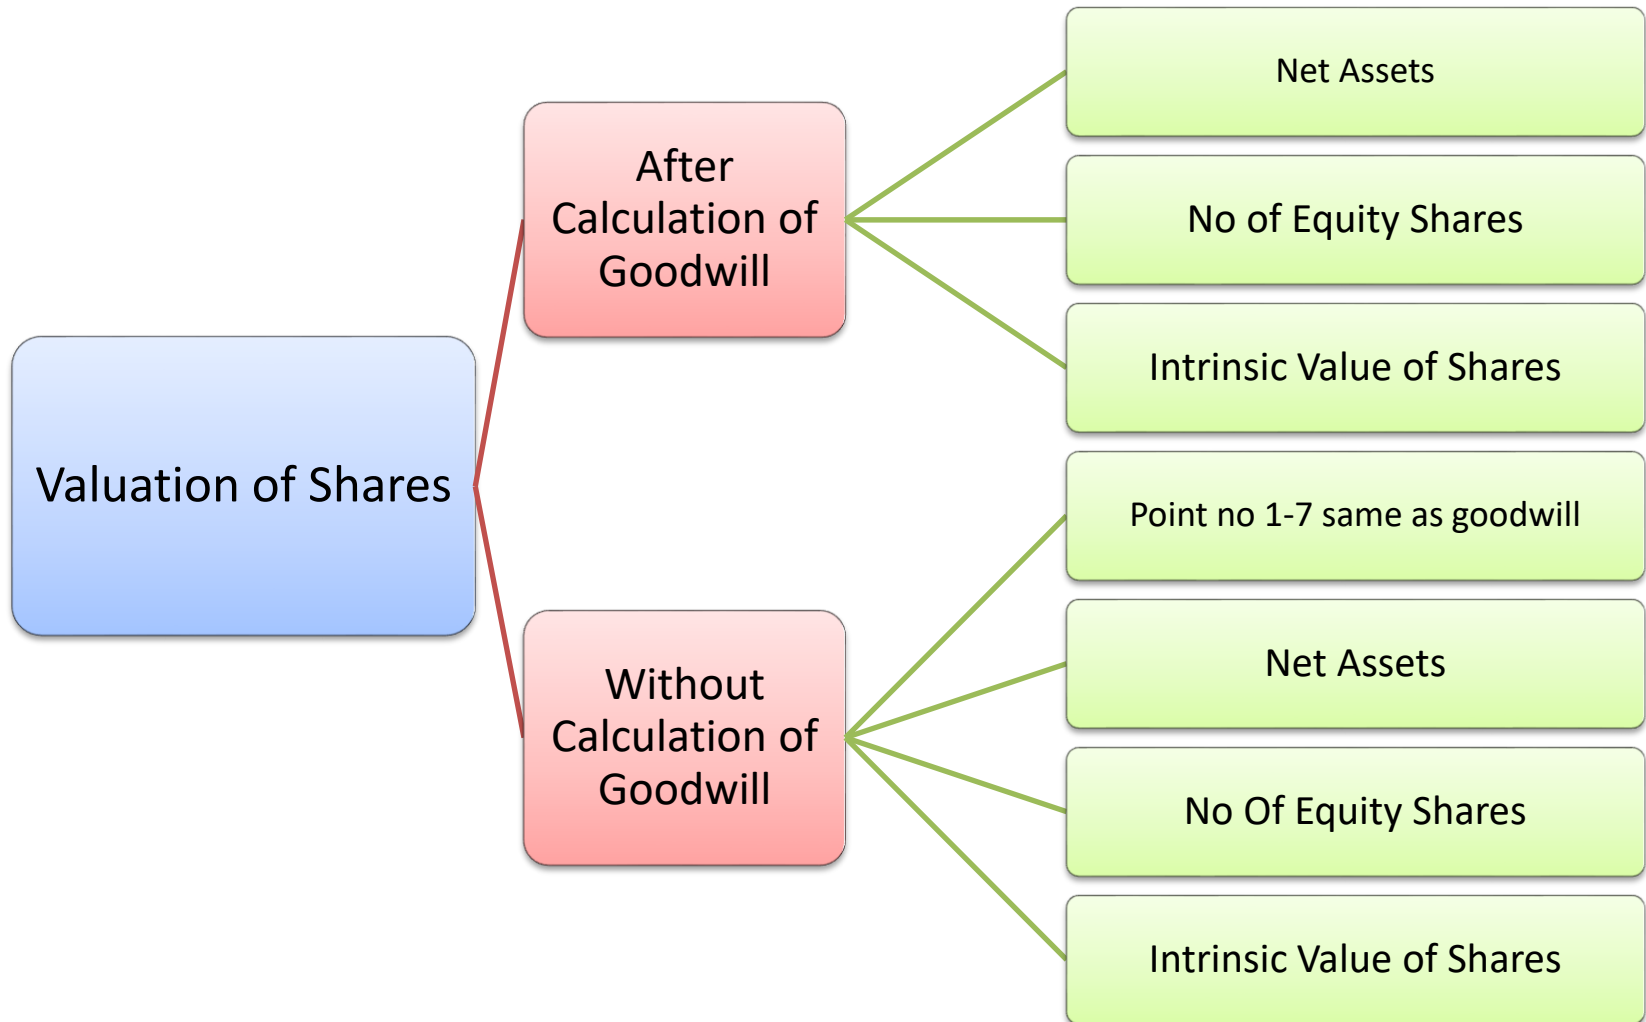 Valuation of Shares
After
Calculation of
Goodwill
Net Assets
No of Equity Shares
Intrinsic Value of Shares
Without
Calculation of
Goodwill
Point no 1-7 same as goodwill
Net Assets
No Of Equity Shares
Intrinsic Value of Shares